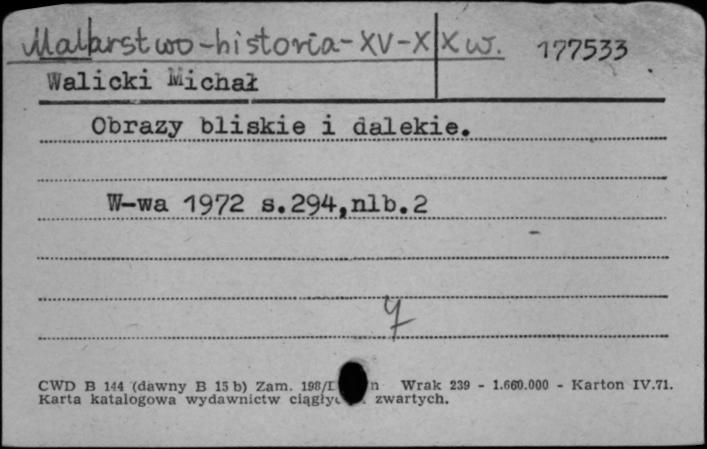 Malarstwo-historia-XV-XX w. 177533
Walicki Michał
Obrazy bliskie i dalekie.
W-wa 1972 s.294,nlb.2
CWD B 144 (dawny B 15 b) Zam. 198/ Wrak 239 - 1.660.000 - Karton IV.71.
Karta katalogowa wydawnictw zwartych.